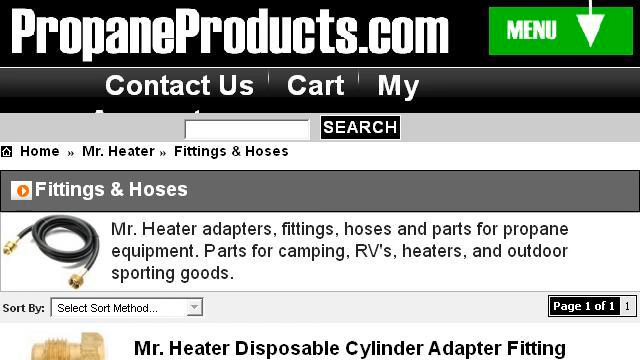 PropaneProducts.com
MENU
Contact Us
Cart
My
SEARCH
Home » Mr. Heater » Fittings & Hoses
Fittings & Hoses
Mr. Heater adapters, fittings, hoses and parts for propane
equipment. Parts for camping, RV's, heaters, and outdoor
sporting goods.
Sort By:
Select Sort Method...
Page 1 of 1
1
Mr. Heater Disposable Cylinder Adapter Fitting